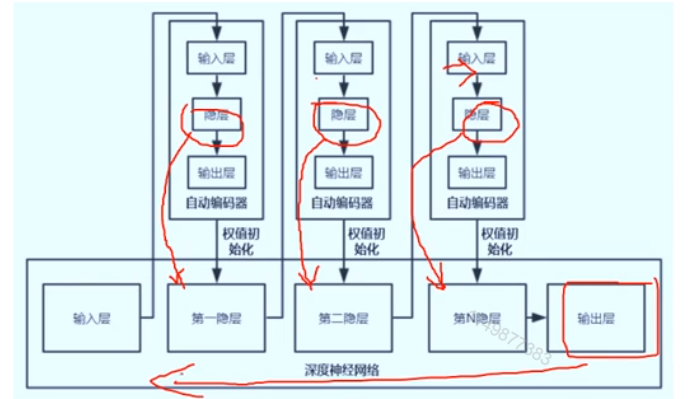 输入层 输入层 输入层
隐层 隐层 隐层
输出层 输出层 输出层
自动编码器 自动编码器 自动编码器
权值初 权值初 权值初
始化 始化 始化
输入层 第一隐层 第二隐层 第N隐层 输出层
深度神经网络